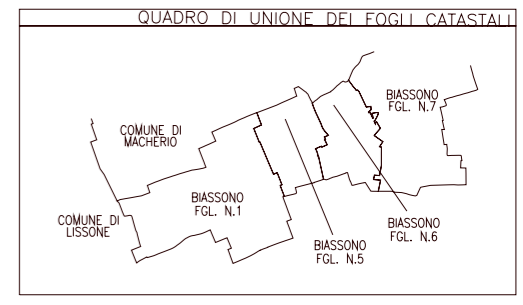 QUADRO DI UNIONE DEI FOGLI CATASTALI
BIASSONO
FGL. N.7
COMUNE DI
MACHERIO
BIASSONO
FGL. N.1
COMUNE DI
LISSONE
BIASSONO
FGL. N.6
BIASSONO
FGL. N.5